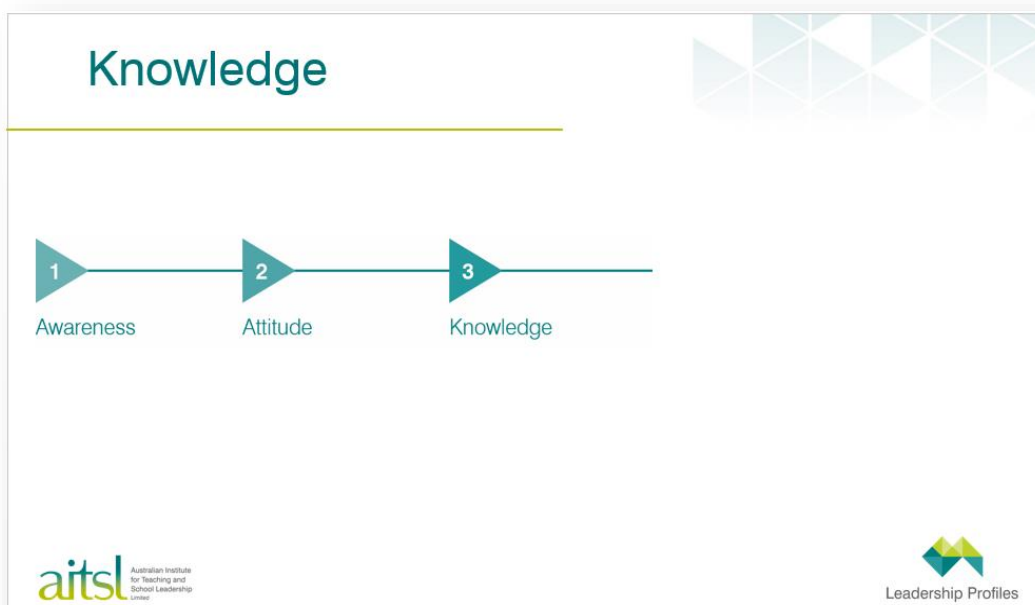 Knowledge
1 2 3
Awareness Attitude Knowledge
aitsl
Australian Institute
for Teaching and
School Leadership
Limited
Leadership Profiles